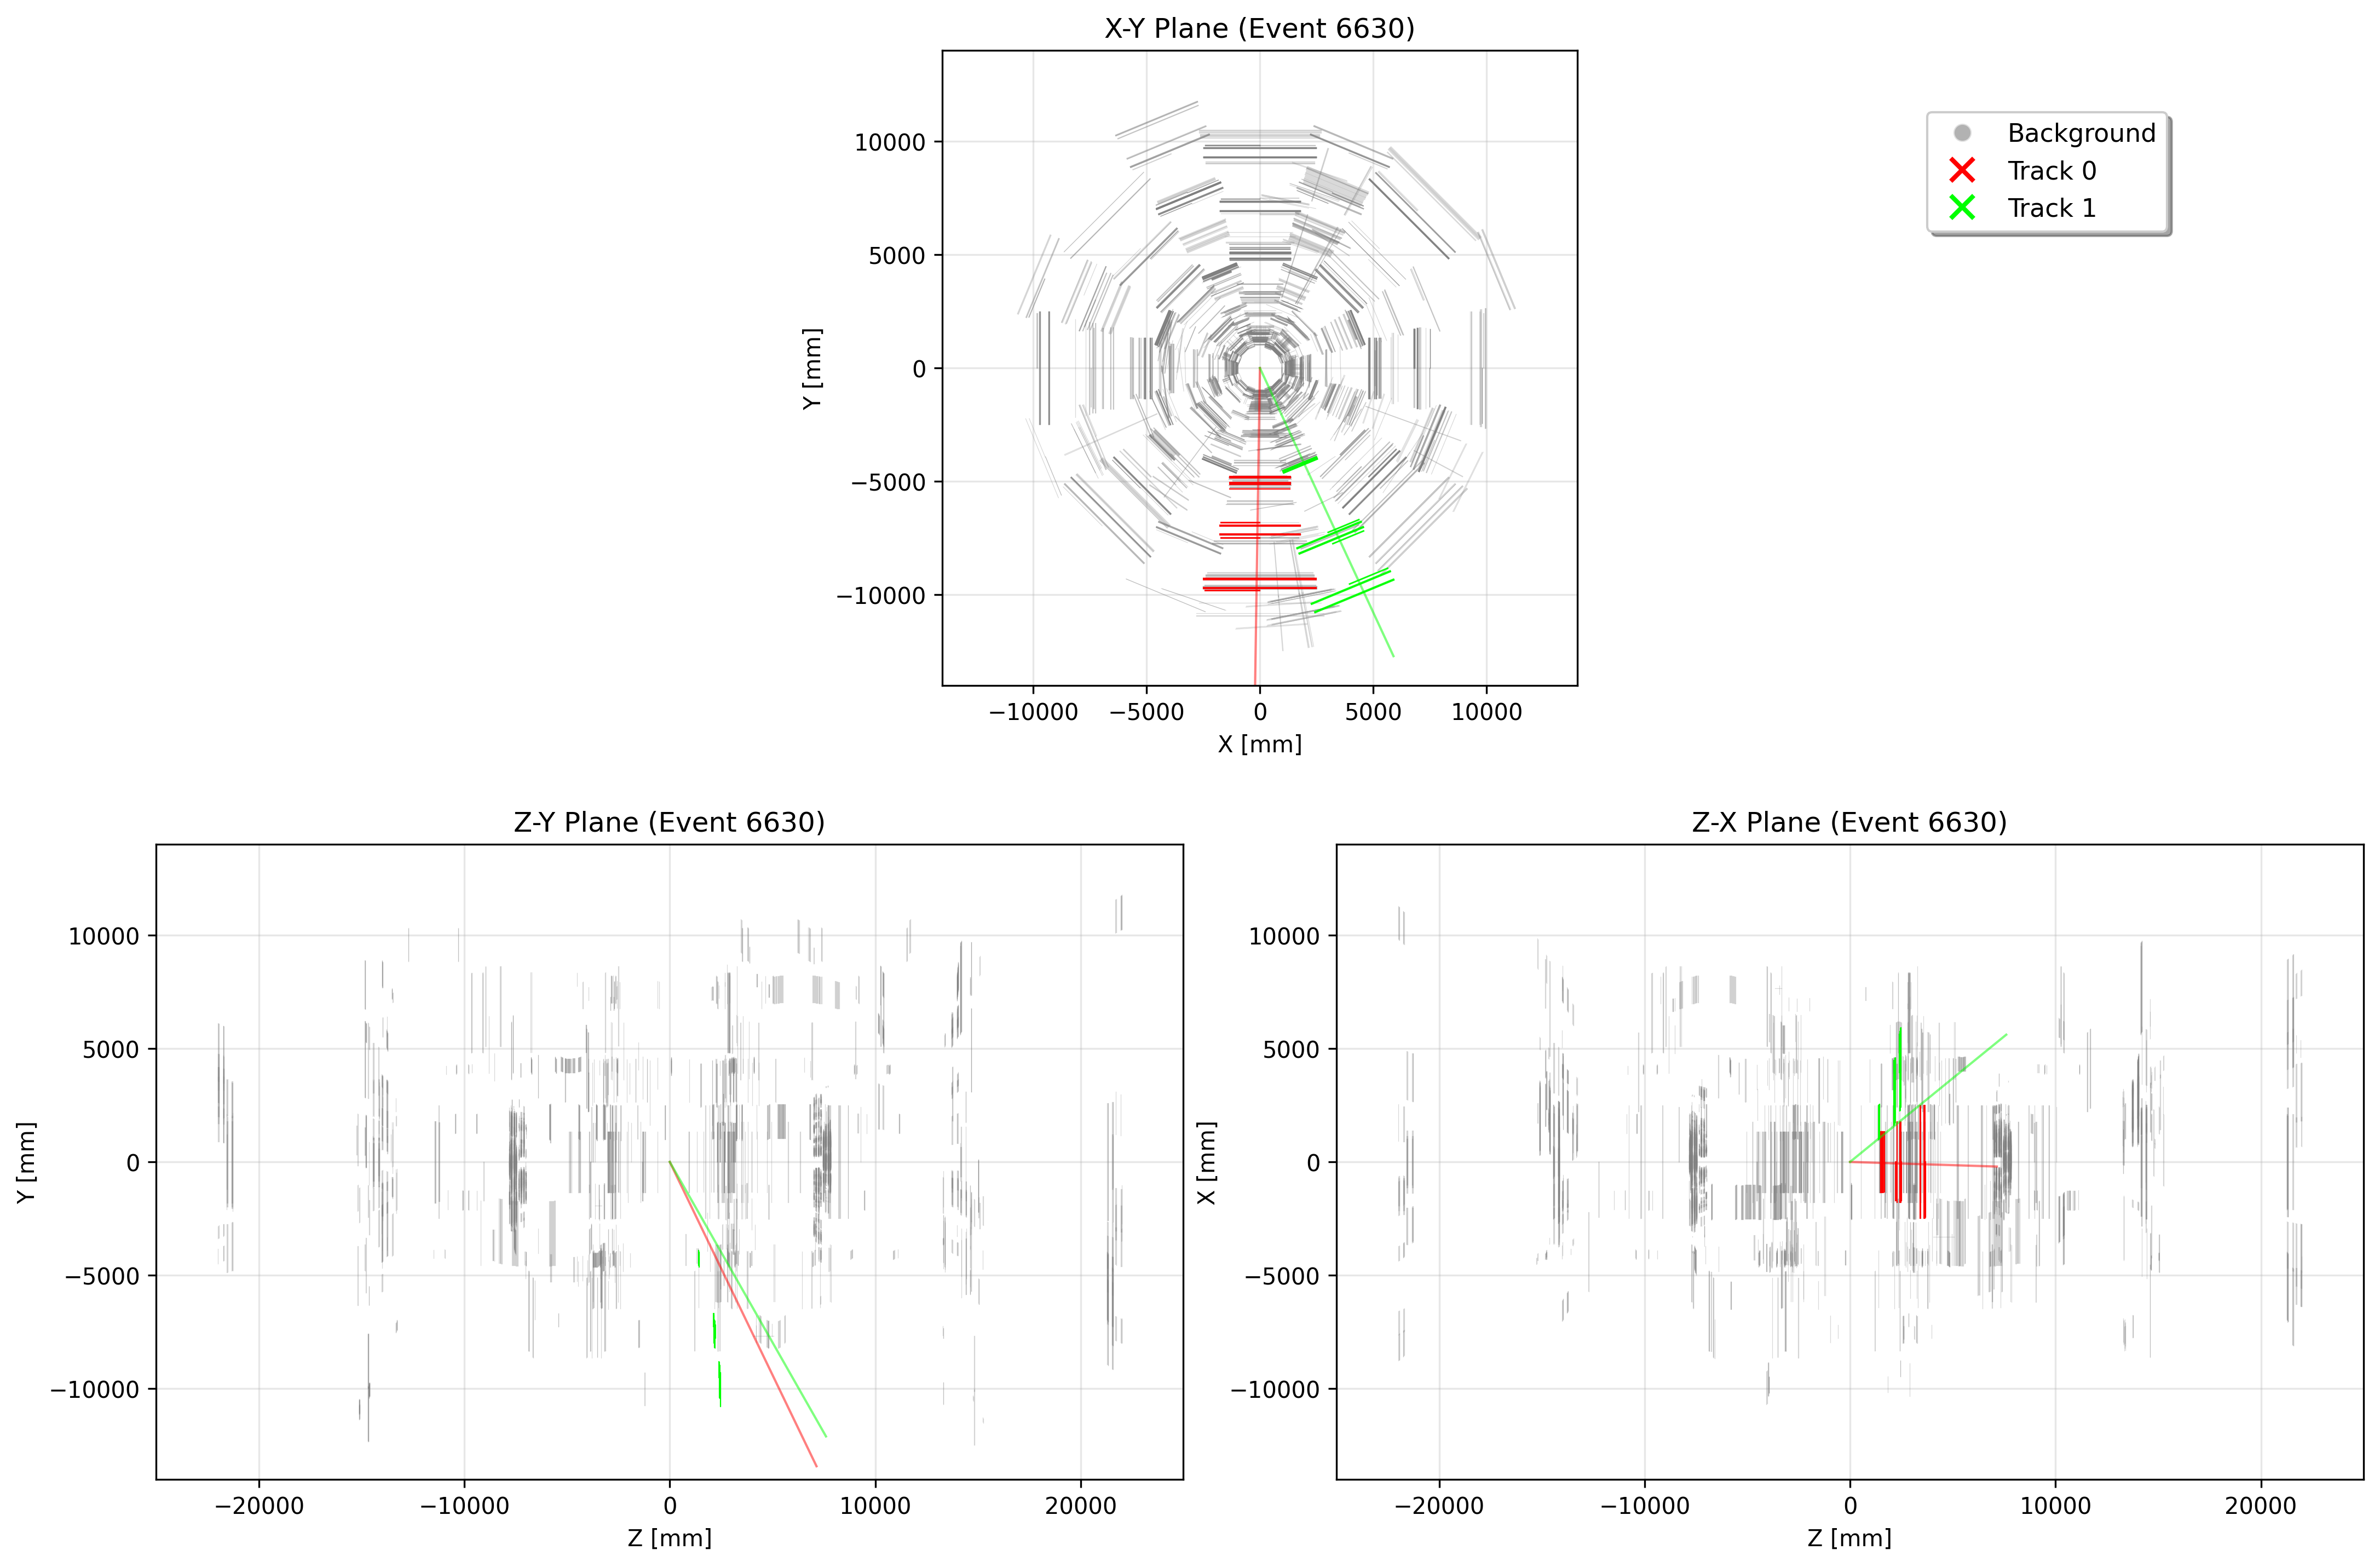 X-Y Plane (Event 6630)
Y [mm]
10000
5000
0
−5000
−10000
−10000 −5000 0 5000 10000
X [mm]
Background
Track 0
Track 1
Z-Y Plane (Event 6630)
Y [mm]
10000
5000
0
−5000
−10000
−20000 −10000 0 10000 20000
Z [mm]
Z-X Plane (Event 6630)
X [mm]
10000
5000
0
−5000
−10000
−20000 −10000 0 10000 20000
Z [mm]